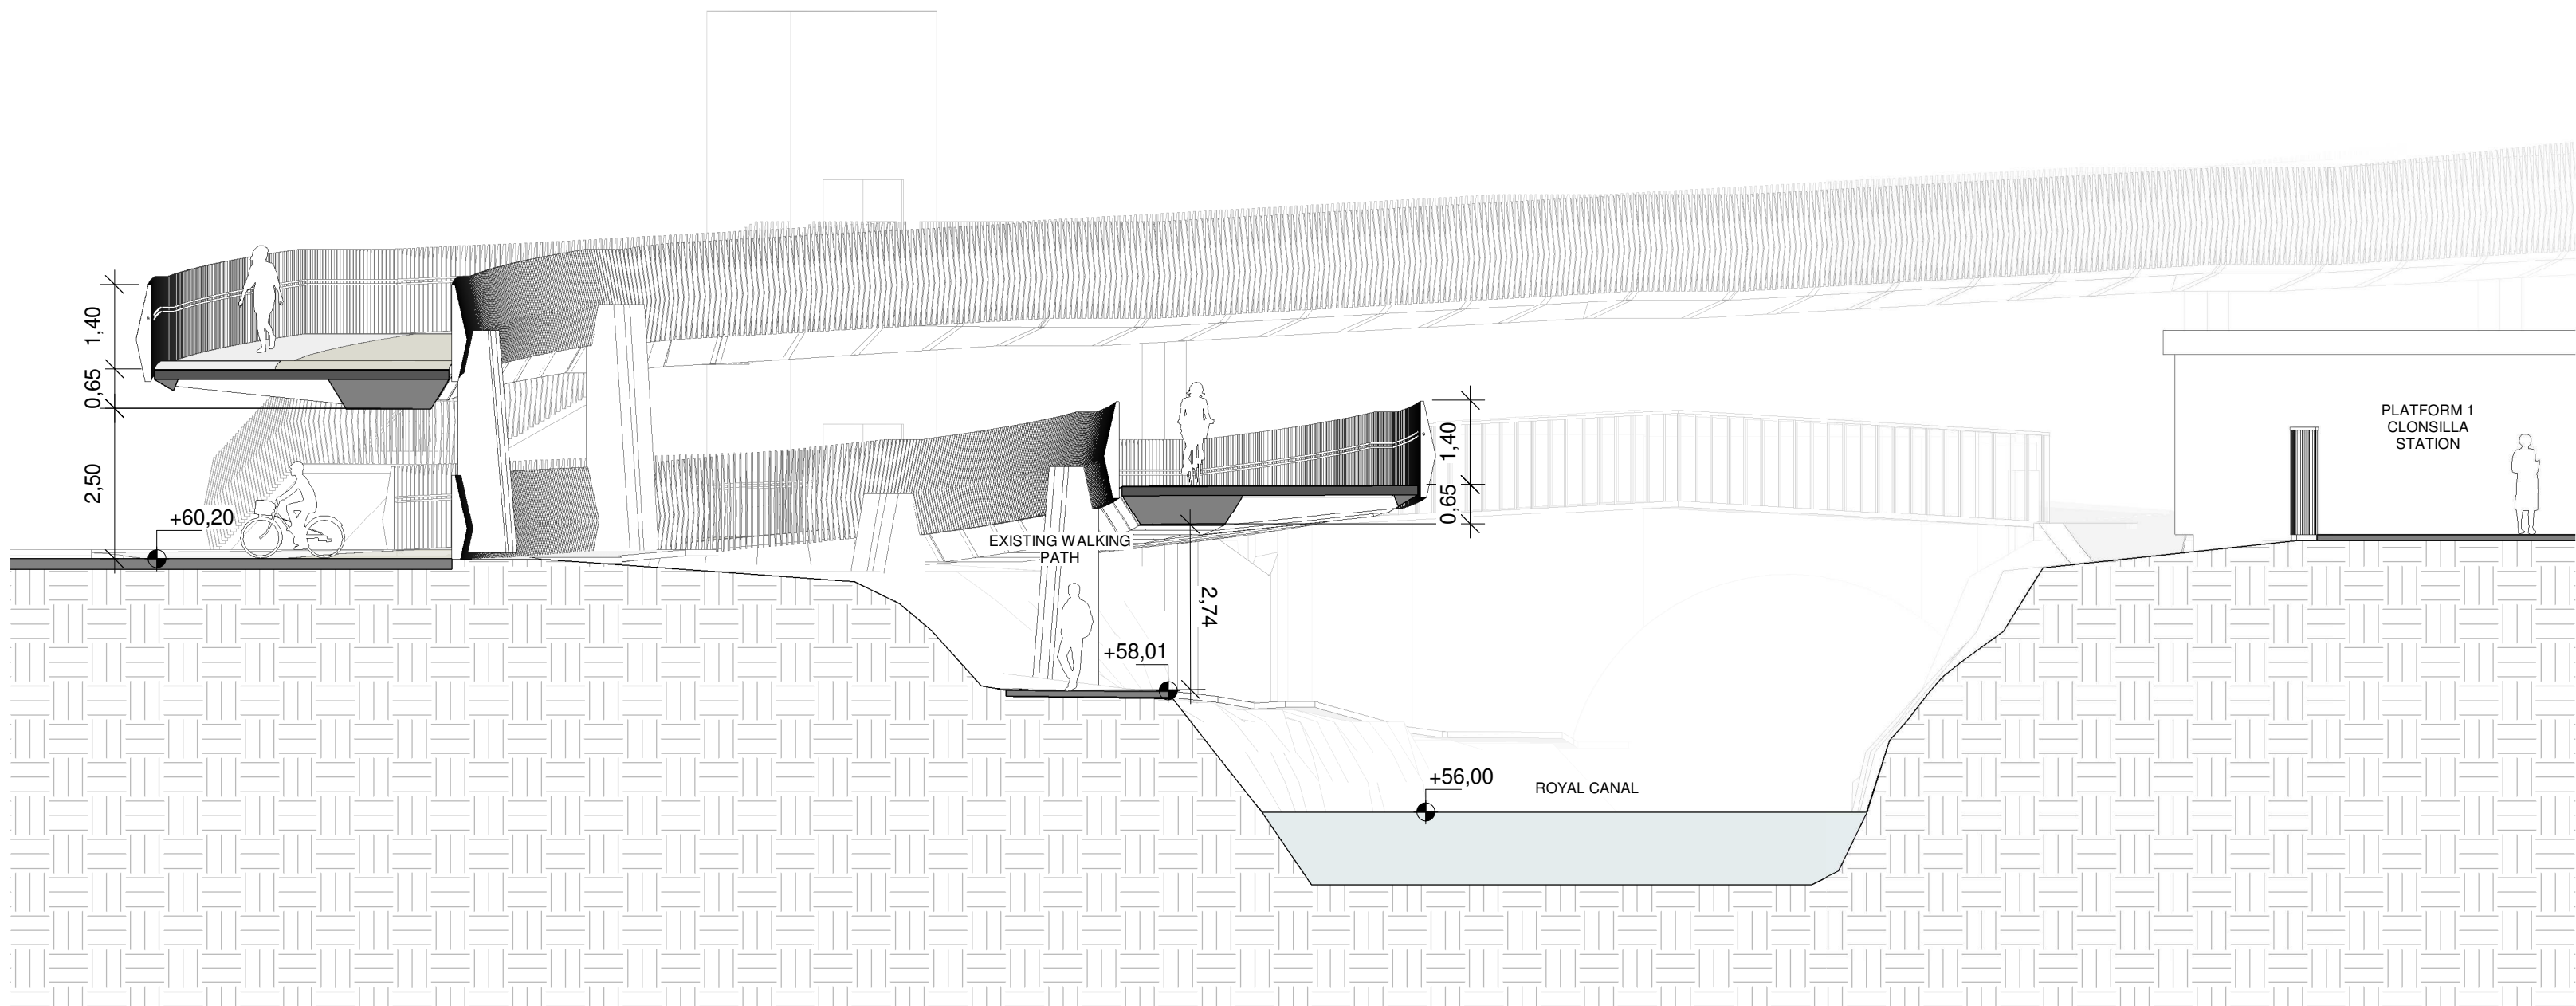 1,40
0,65
2,50
+60,20
EXISTING WALKING
PATH
+58,01
2,74
1,40
0,65
+56,00
ROYAL CANAL
PLATFORM 1
CLONSILLA
STATION